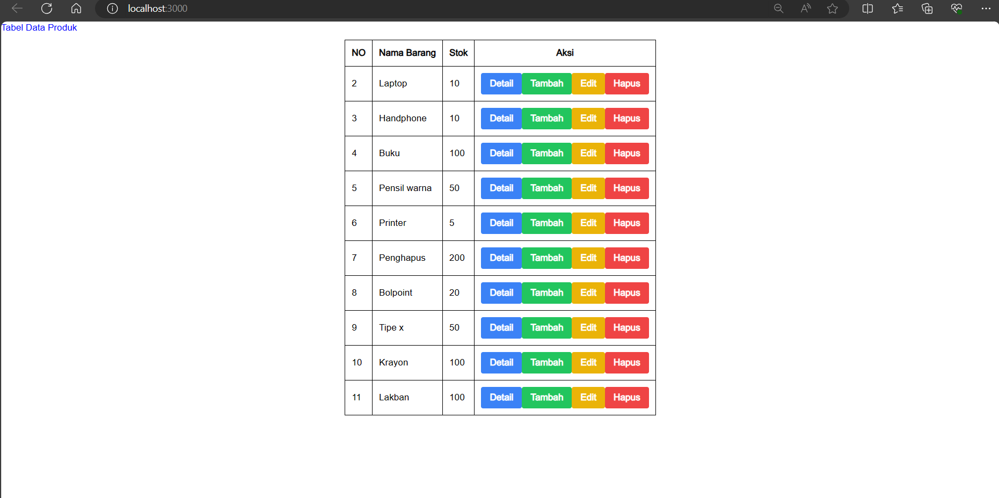 localhost:3000
Tabel Data Produk
NO Nama Barang Stok Aksi
2 Laptop 10 Detail Tambah Edit Hapus
3 Handphone 10 Detail Tambah Edit Hapus
4 Buku 100 Detail Tambah Edit Hapus
5 Pensil warna 50 Detail Tambah Edit Hapus
6 Printer 5 Detail Tambah Edit Hapus
7 Penghapus 200 Detail Tambah Edit Hapus
8 Bolpoint 20 Detail Tambah Edit Hapus
9 Tipe x 50 Detail Tambah Edit Hapus
10 Krayon 100 Detail Tambah Edit Hapus
11 Lakban 100 Detail Tambah Edit Hapus